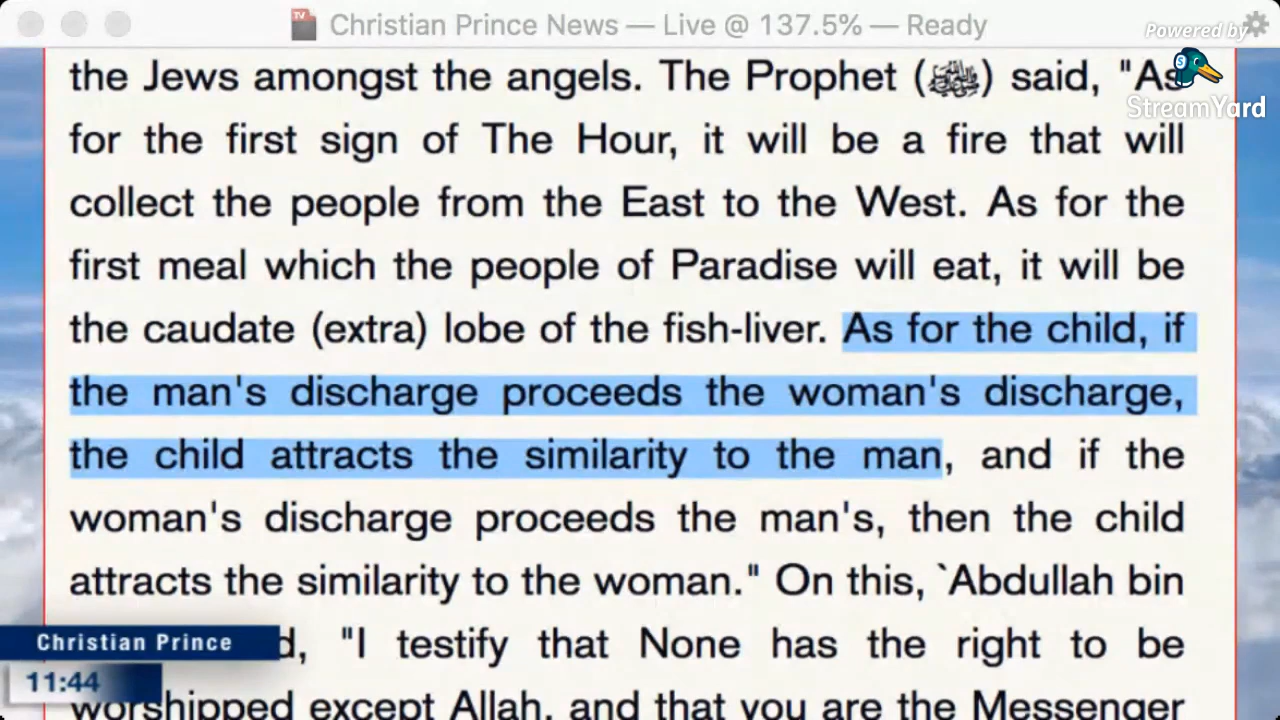 Christian Prince News — Live @ 137.5% — Ready
Powered by
StreamYard
the Jews amongst the angels. The Prophet (ﷺ) said, "As
for the first sign of The Hour, it will be a fire that will
collect the people from the East to the West. As for the
first meal which the people of Paradise will eat, it will be
the caudate (extra) lobe of the fish-liver. As for the child, if
the man's discharge proceeds the woman's discharge,
the child attracts the similarity to the man, and if the
woman's discharge proceeds the man's, then the child
attracts the similarity to the woman." On this, `Abdullah bin
d, "I testify that None has the right to be
worshipped except Allah, and that you are the Messenger
Christian Prince
11:44